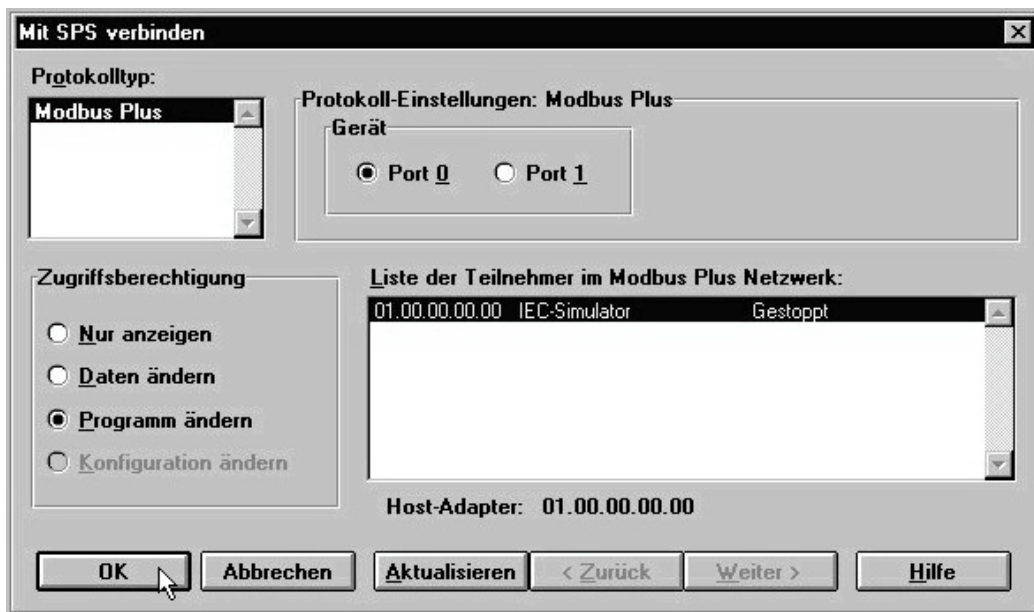 Mit SPS verbinden
Protokolltyp:
Modbus Plus
Protokoll-Einstellungen: Modbus Plus
Gerät
Port 0 Port 1
Zugriffsberechtigung
Nur anzeigen
Daten ändern
Programm ändern
Konfiguration ändern
Liste der Teilnehmer im Modbus Plus Netzwerk:
01.00.00.00.00 IEC-Simulator Gestoppt
Host-Adapter: 01.00.00.00.00
OK Abbrechen Aktualisieren < Zurück Weiter > Hilfe